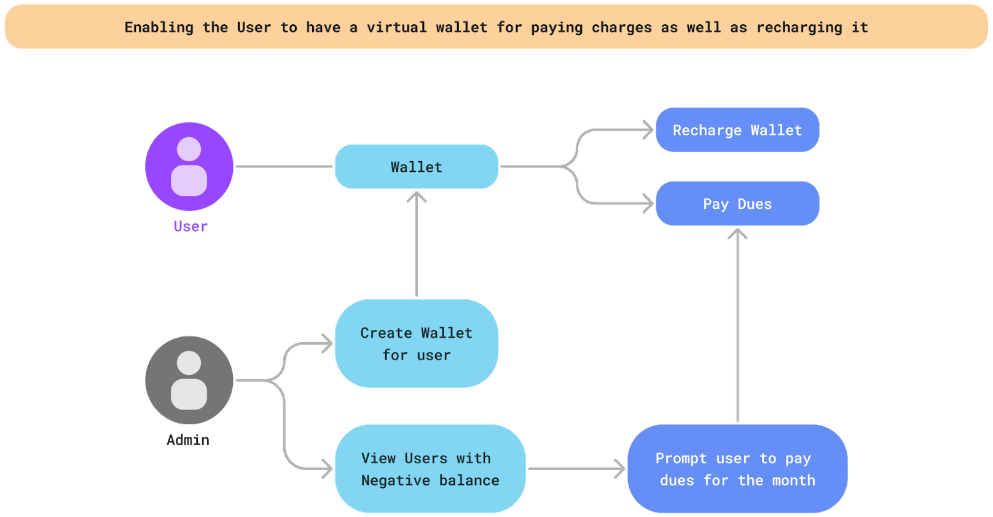 Enabling the User to have a virtual wallet for paying charges as well as recharging it
Recharge Wallet
Wallet
Pay Dues
User
Create Wallet
for user
Admin
View Users with
Negative balance
Prompt user to pay
dues for the month